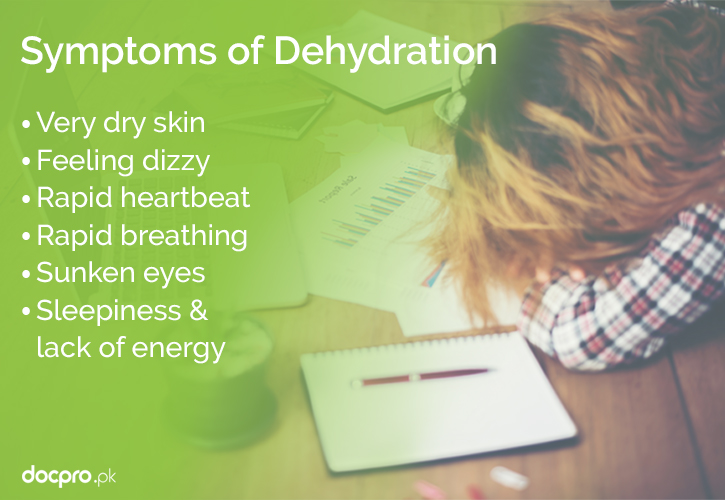 Symptoms of Dehydration
• Very dry skin
• Feeling dizzy
• Rapid heartbeat
• Rapid breathing
• Sunken eyes
• Sleepiness &
lack of energy
docpro.pk